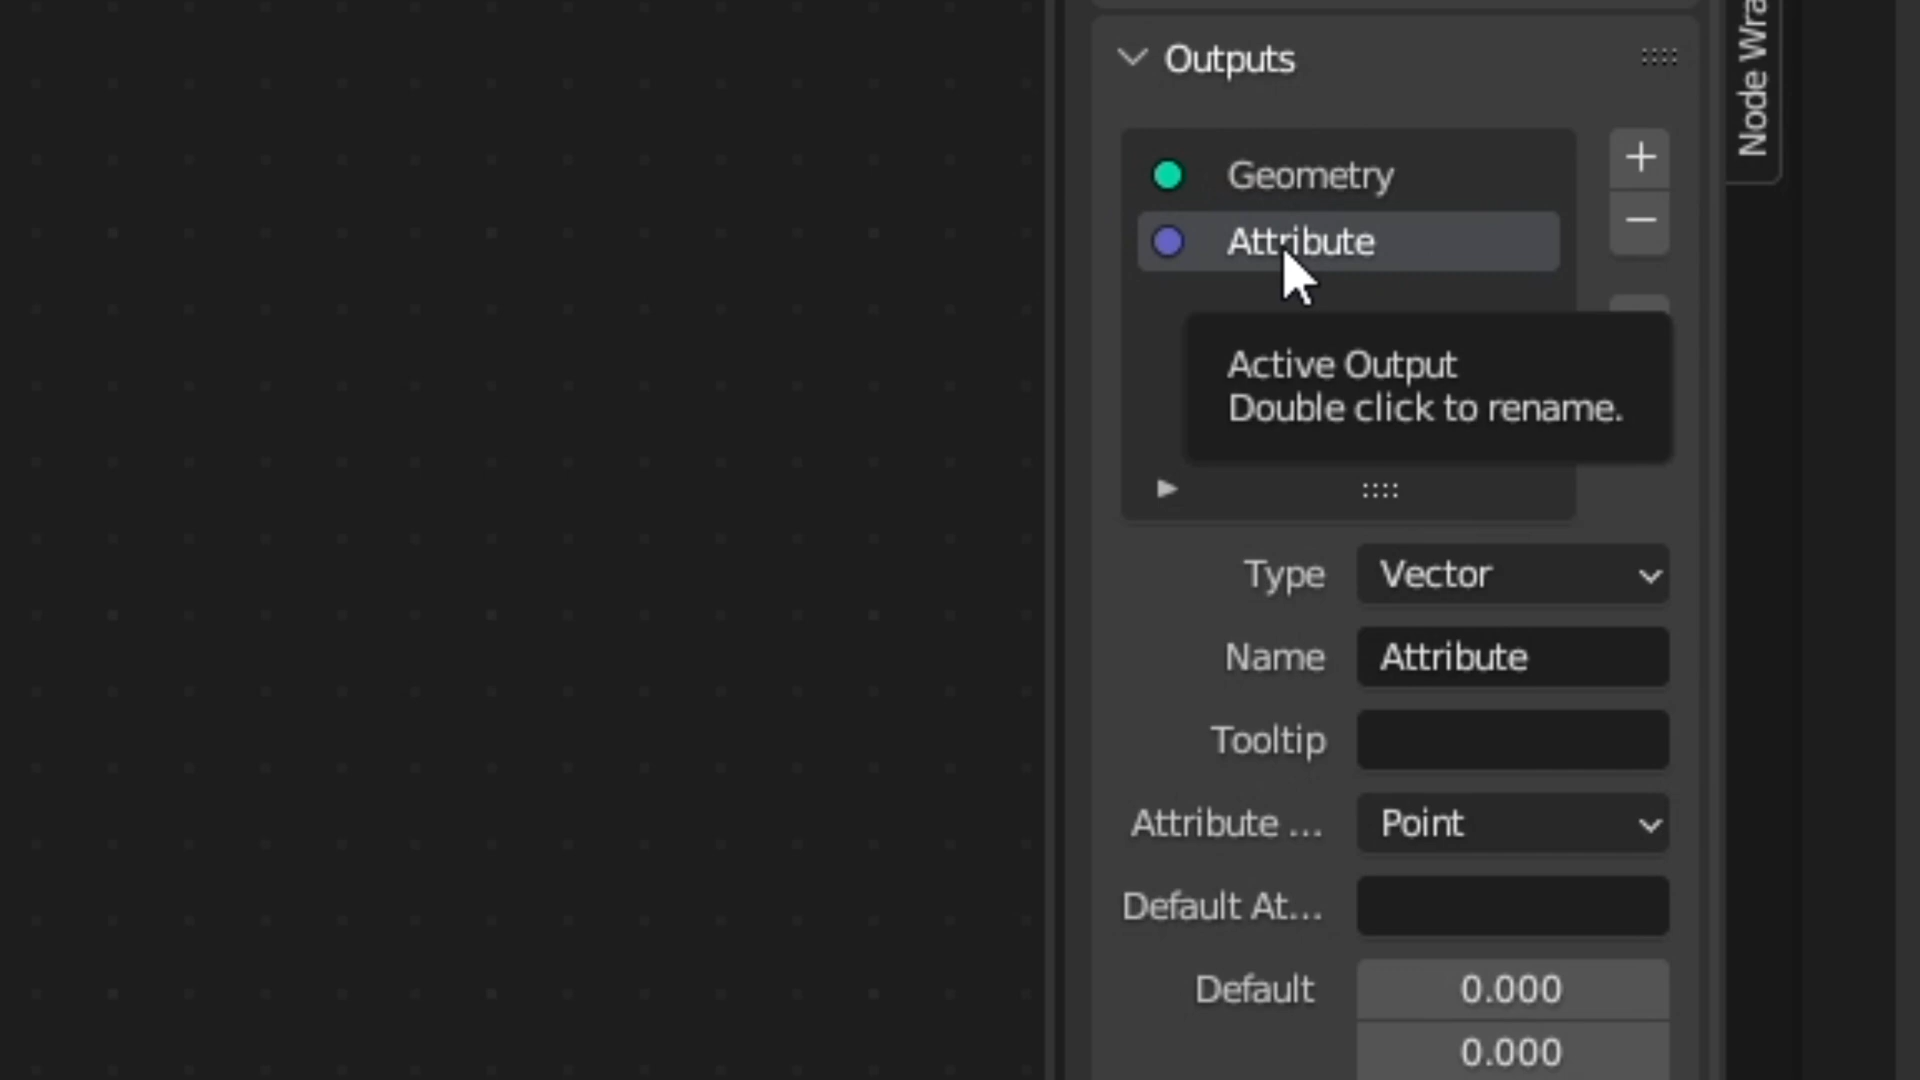 Outputs
Node Wra
Geometry
Attribute
Active Output
Double click to rename.
Type Vector
Name Attribute
Tooltip
Attribute ... Point
Default At... 
Default 0.000
0.000